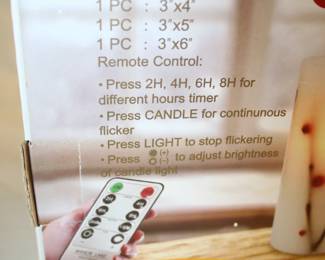 1 PC : 3"x4"
1 PC : 3"x5"
1 PC : 3"x6"
Remote Control:
• Press 2H, 4H, 6H, 8H for
different hours timer
• Press CANDLE for continunous
flicker
• Press LIGHT to stop flickering
• Press (+) (-) to adjust brightness
of candle light